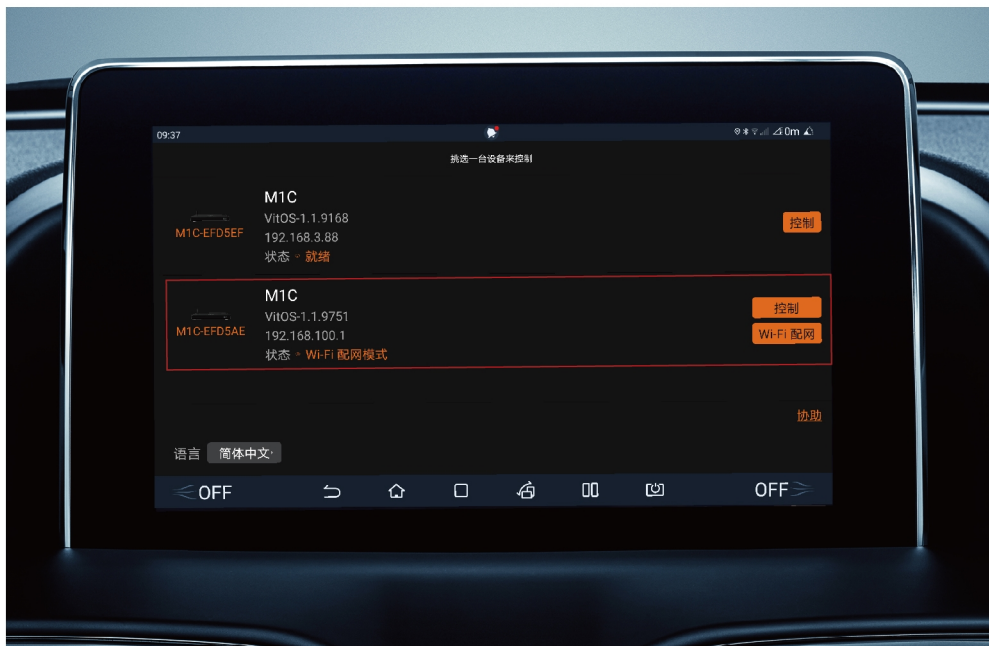 09:37
0m
挑选一台设备来控制
M1C
VitOS-1.1.9168
M1C-EFD5EF
192.168.3.88
控制
状态 - 就绪
M1C
VitOS-1.1.9751
M1C-EFD5AE
192.168.100.1
状态 - Wi-Fi 配网模式
控制
Wi-Fi 配网
协助
语言 简体中文
OFF
OFF